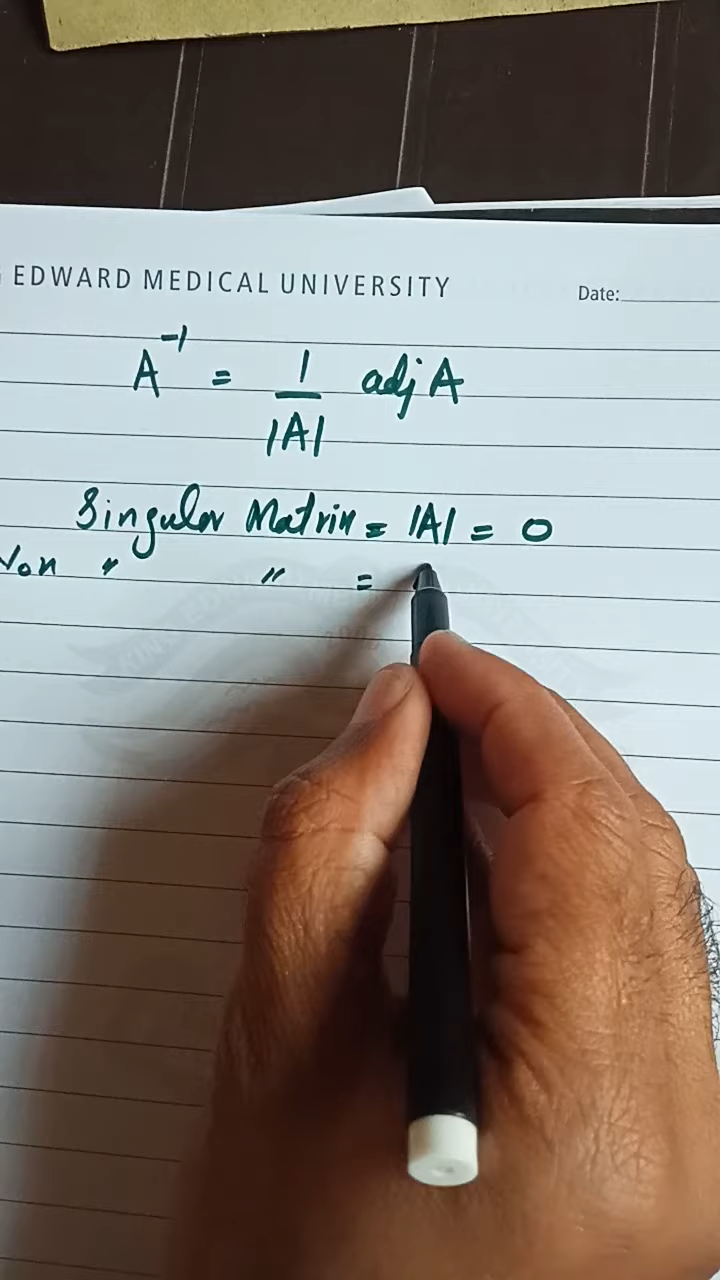 EDWARD MEDICAL UNIVERSITY
Date:
A⁻¹ = 1/|A| adj A
Singular Matrix = |A| = 0
Non " " =